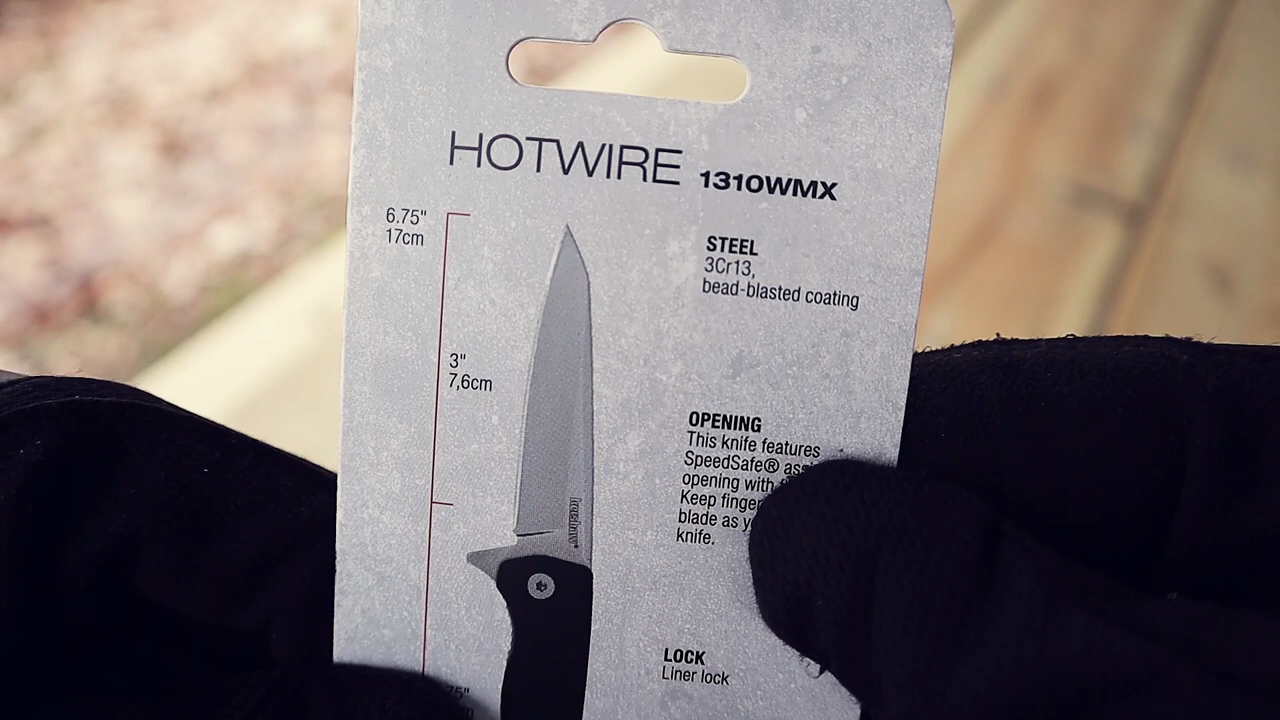 HOTWIRE 1310WMX
6.75"
17cm
STEEL
3Cr13,
bead-blasted coating
3"
7,6cm
OPENING
This knife features
SpeedSafe®
opening with
Keep
blade as
knife.
kershaw
LOCK
Liner lock